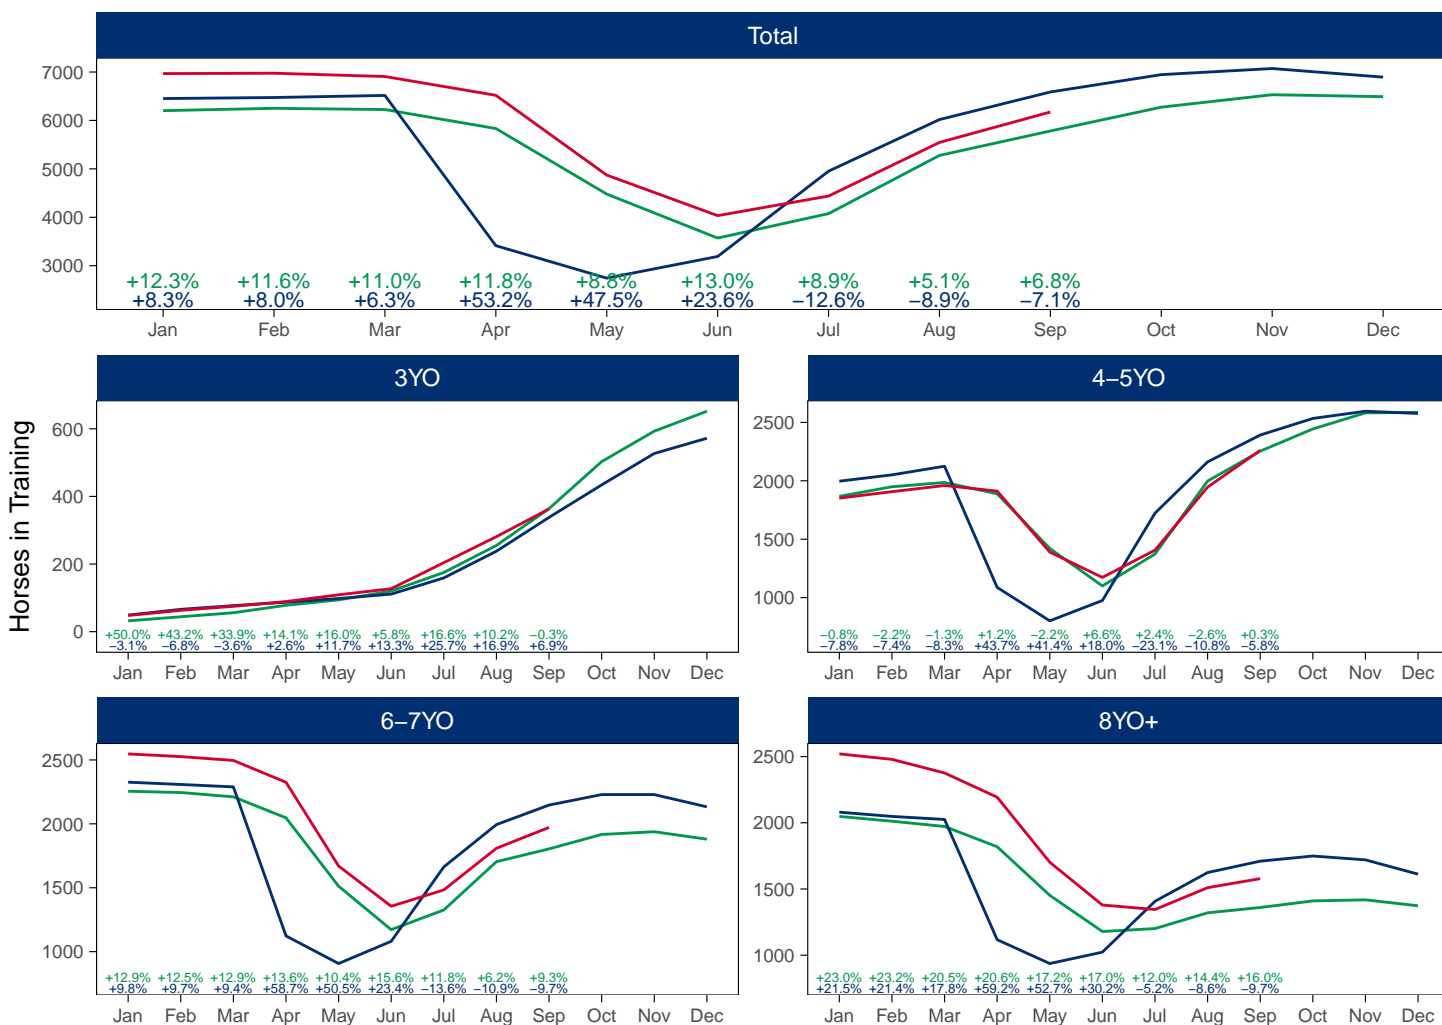 Total
7000
6000
5000
4000
3000
+12.3% +11.6% +11.0% +11.8% +8.8% +13.0% +8.9% +5.1% +6.8%
+8.3% +8.0% +6.3% +53.2% +47.5% +23.6% −12.6% −8.9% −7.1%
Jan Feb Mar Apr May Jun Jul Aug Sep Oct Nov Dec
Horses in Training
3YO
600
400
200
0
+50.0% +43.2% +33.9% +14.1% +16.0% +5.8% +16.6% +10.2% −0.3%
−3.1% −6.8% −3.6% +2.6% +11.7% +13.3% +25.7% +16.9% +6.9%
Jan Feb Mar Apr May Jun Jul Aug Sep Oct Nov Dec
4−5YO
2500
2000
1500
1000
−0.8% −2.2% −1.3% +1.2% −2.2% +6.6% +2.4% −2.6% +0.3%
−7.8% −7.4% −8.3% +43.7% +41.4% +18.0% −23.1% −10.8% −5.8%
Jan Feb Mar Apr May Jun Jul Aug Sep Oct Nov Dec
6−7YO
2500
2000
1500
1000
+12.9% +12.5% +12.9% +13.6% +10.4% +15.6% +11.8% +6.2% +9.3%
+9.8% +9.7% +9.4% +58.7% +50.5% +23.4% −13.6% −10.9% −9.7%
Jan Feb Mar Apr May Jun Jul Aug Sep Oct Nov Dec
8YO+
2500
2000
1500
1000
+23.0% +23.2% +20.5% +20.6% +17.2% +17.0% +12.0% +14.4% +16.0%
+21.5% +21.4% +17.8% +59.2% +52.7% +30.2% −5.2% −8.6% −9.7%
Jan Feb Mar Apr May Jun Jul Aug Sep Oct Nov Dec